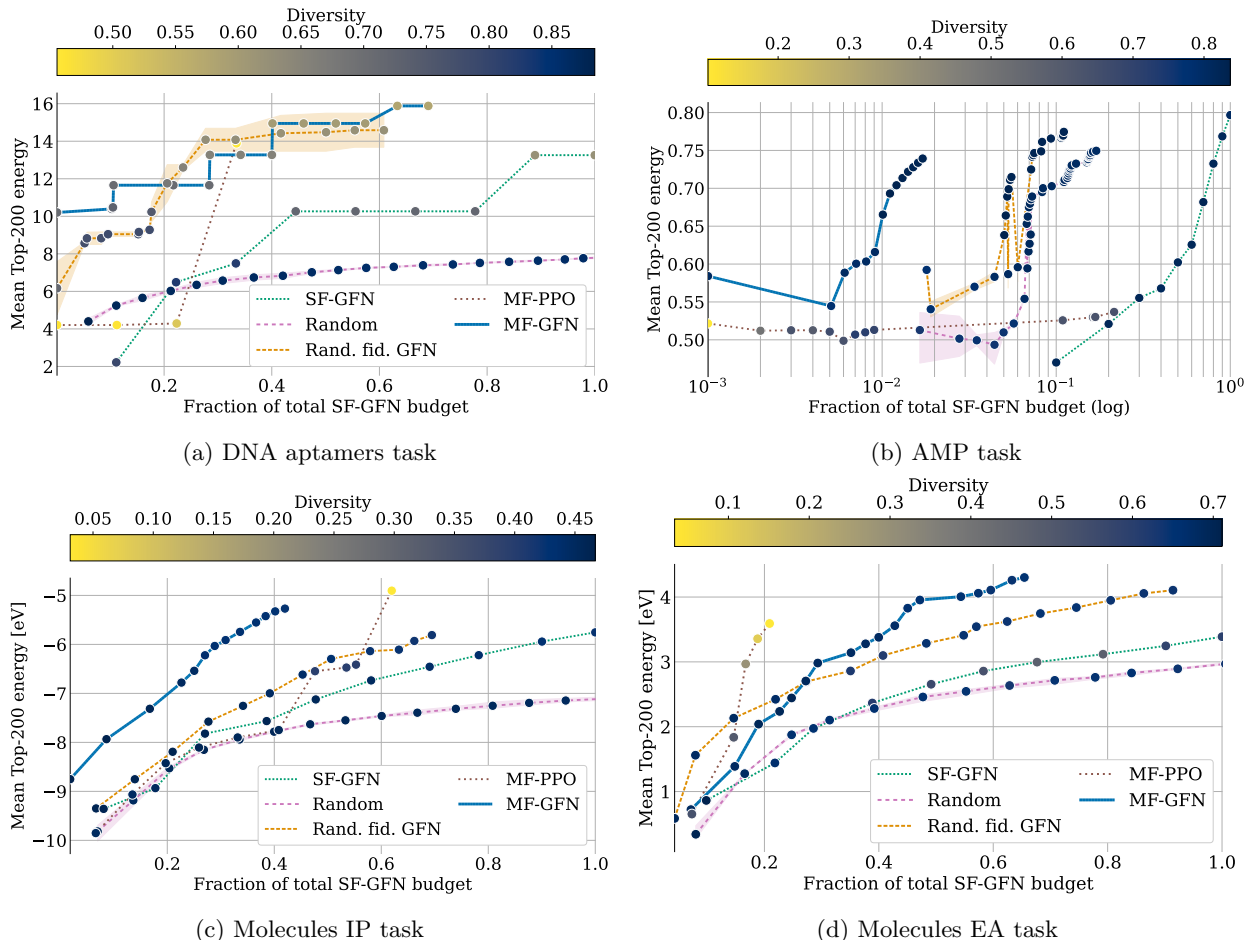 Diversity
0.50 0.55 0.60 0.65 0.70 0.75 0.80 0.85
Mean Top-200 energy
16
14
12
10
8
6
4
2
SF-GFN
Random
Rand. fid. GFN
MF-PPO
MF-GFN
0.2 0.4 0.6 0.8 1.0
Fraction of total SF-GFN budget
(a) DNA aptamers task
Diversity
0.2 0.3 0.4 0.5 0.6 0.7 0.8
Mean Top-200 energy
0.80
0.75
0.70
0.65
0.60
0.55
0.50
10⁻³ 10⁻² 10⁻¹ 10⁰
Fraction of total SF-GFN budget (log)
(b) AMP task
Diversity
0.05 0.10 0.15 0.20 0.25 0.30 0.35 0.40 0.45
Mean Top-200 energy [eV]
−5
−6
−7
−8
−9
−10
SF-GFN
Random
Rand. fid. GFN
MF-PPO
MF-GFN
0.2 0.4 0.6 0.8 1.0
Fraction of total SF-GFN budget
(c) Molecules IP task
Diversity
0.1 0.2 0.3 0.4 0.5 0.6 0.7
Mean Top-200 energy [eV]
4
3
2
1
SF-GFN
Random
Rand. fid. GFN
MF-PPO
MF-GFN
0.2 0.4 0.6 0.8 1.0
Fraction of total SF-GFN budget
(d) Molecules EA task